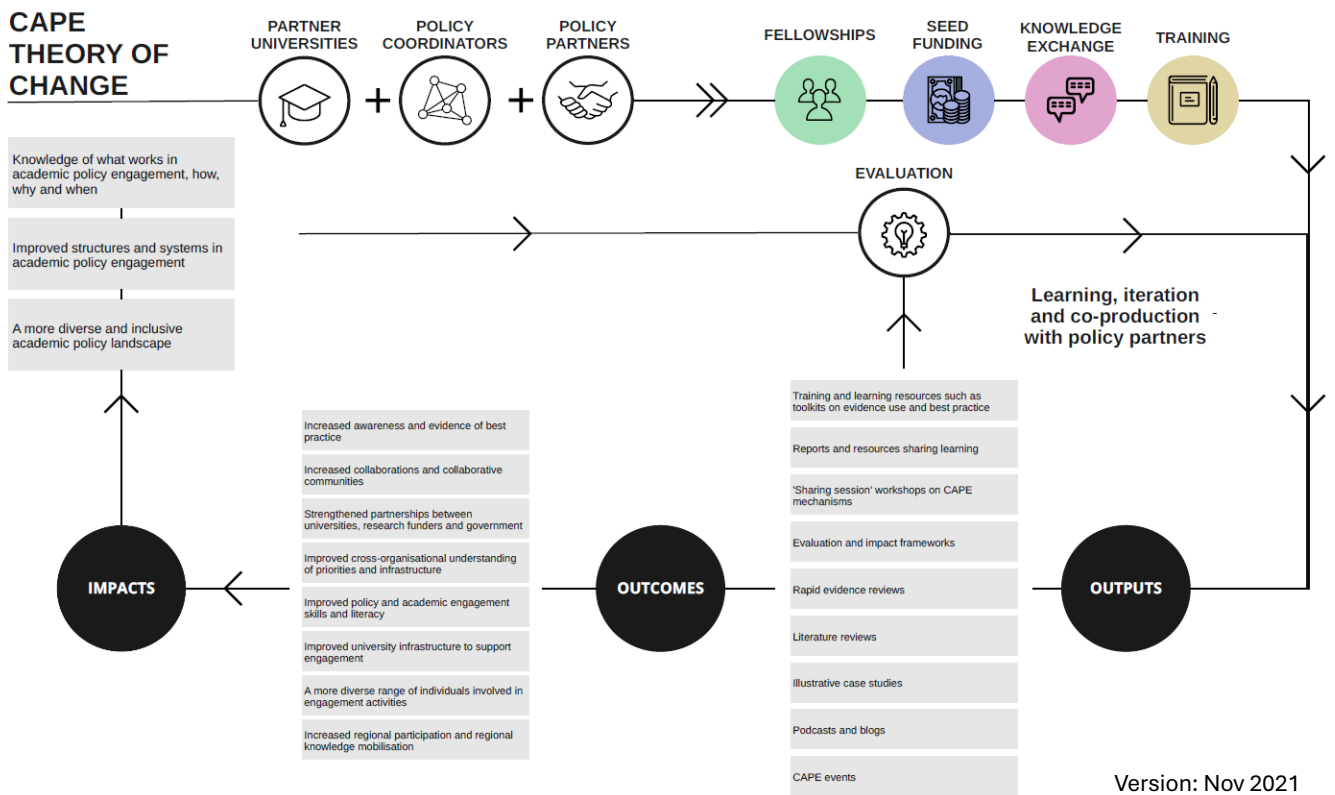 CAPE
THEORY OF
CHANGE
PARTNER
UNIVERSITIES
POLICY
COORDINATORS
POLICY
PARTNERS
FELLOWSHIPS
SEED
FUNDING
KNOWLEDGE
EXCHANGE
TRAINING
Knowledge of what works in
academic policy engagement, how,
why and when
Improved structures and systems in
academic policy engagement
A more diverse and inclusive
academic policy landscape
EVALUATION
Learning, iteration
and co-production
with policy partners
IMPACTS
Increased awareness and evidence of best
practice
Increased collaborations and collaborative
communities
Strengthened partnerships between
universities, research funders and government
Improved cross-organisational understanding
of priorities and infrastructure
Improved policy and academic engagement
skills and literacy
Improved university infrastructure to support
engagement
A more diverse range of individuals involved in
engagement activities
Increased regional participation and regional
knowledge mobilisation
OUTCOMES
Training and learning resources such as
toolkits on evidence use and best practice
Reports and resources sharing learning
'Sharing session' workshops on CAPE
mechanisms
Evaluation and impact frameworks
Rapid evidence reviews
Literature reviews
Illustrative case studies
Podcasts and blogs
CAPE events
OUTPUTS
Version: Nov 2021